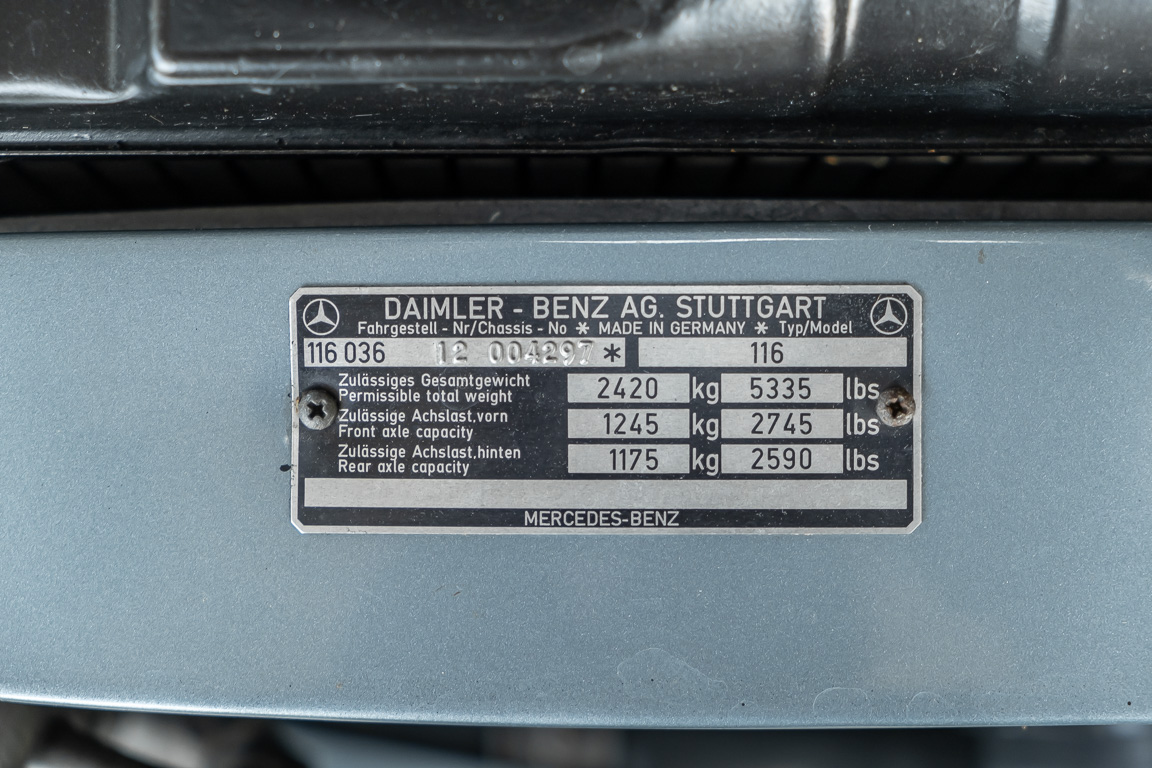 DAIMLER - BENZ AG. STUTTGART
Fahrgestell - Nr/Chassis - No * MADE IN GERMANY * Typ/Model
116 036 12 004297 * 116
Zulässiges Gesamtgewicht
Permissible total weight 2420 kg 5335 lbs
Zulässige Achslast,vorn
Front axle capacity 1245 kg 2745 lbs
Zulässige Achslast,hinten
Rear axle capacity 1175 kg 2590 lbs
MERCEDES-BENZ